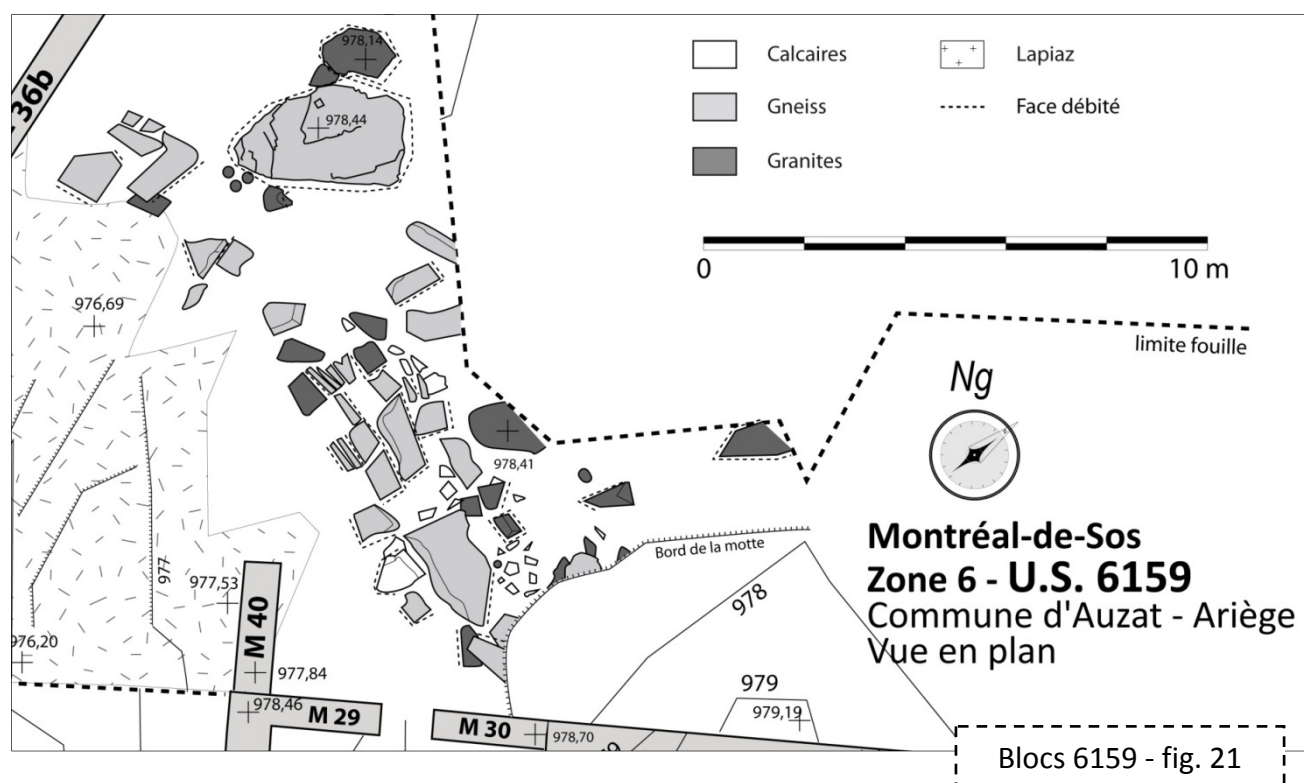 978,14
36b
978,44
Calcaires
Lapiaz
Gneiss
Face débité
Granites
0
10 m
976,69
limite fouille
Ng
978,41
Montréal-de-Sos
Zone 6 - U.S. 6159
Commune d'Auzat - Ariège
Vue en plan
Bord de la motte
977
977,53
978
M 40
976,20
977,84
979
979,19
978,46
M 29
M 30
978,70
Blocs 6159 - fig. 21